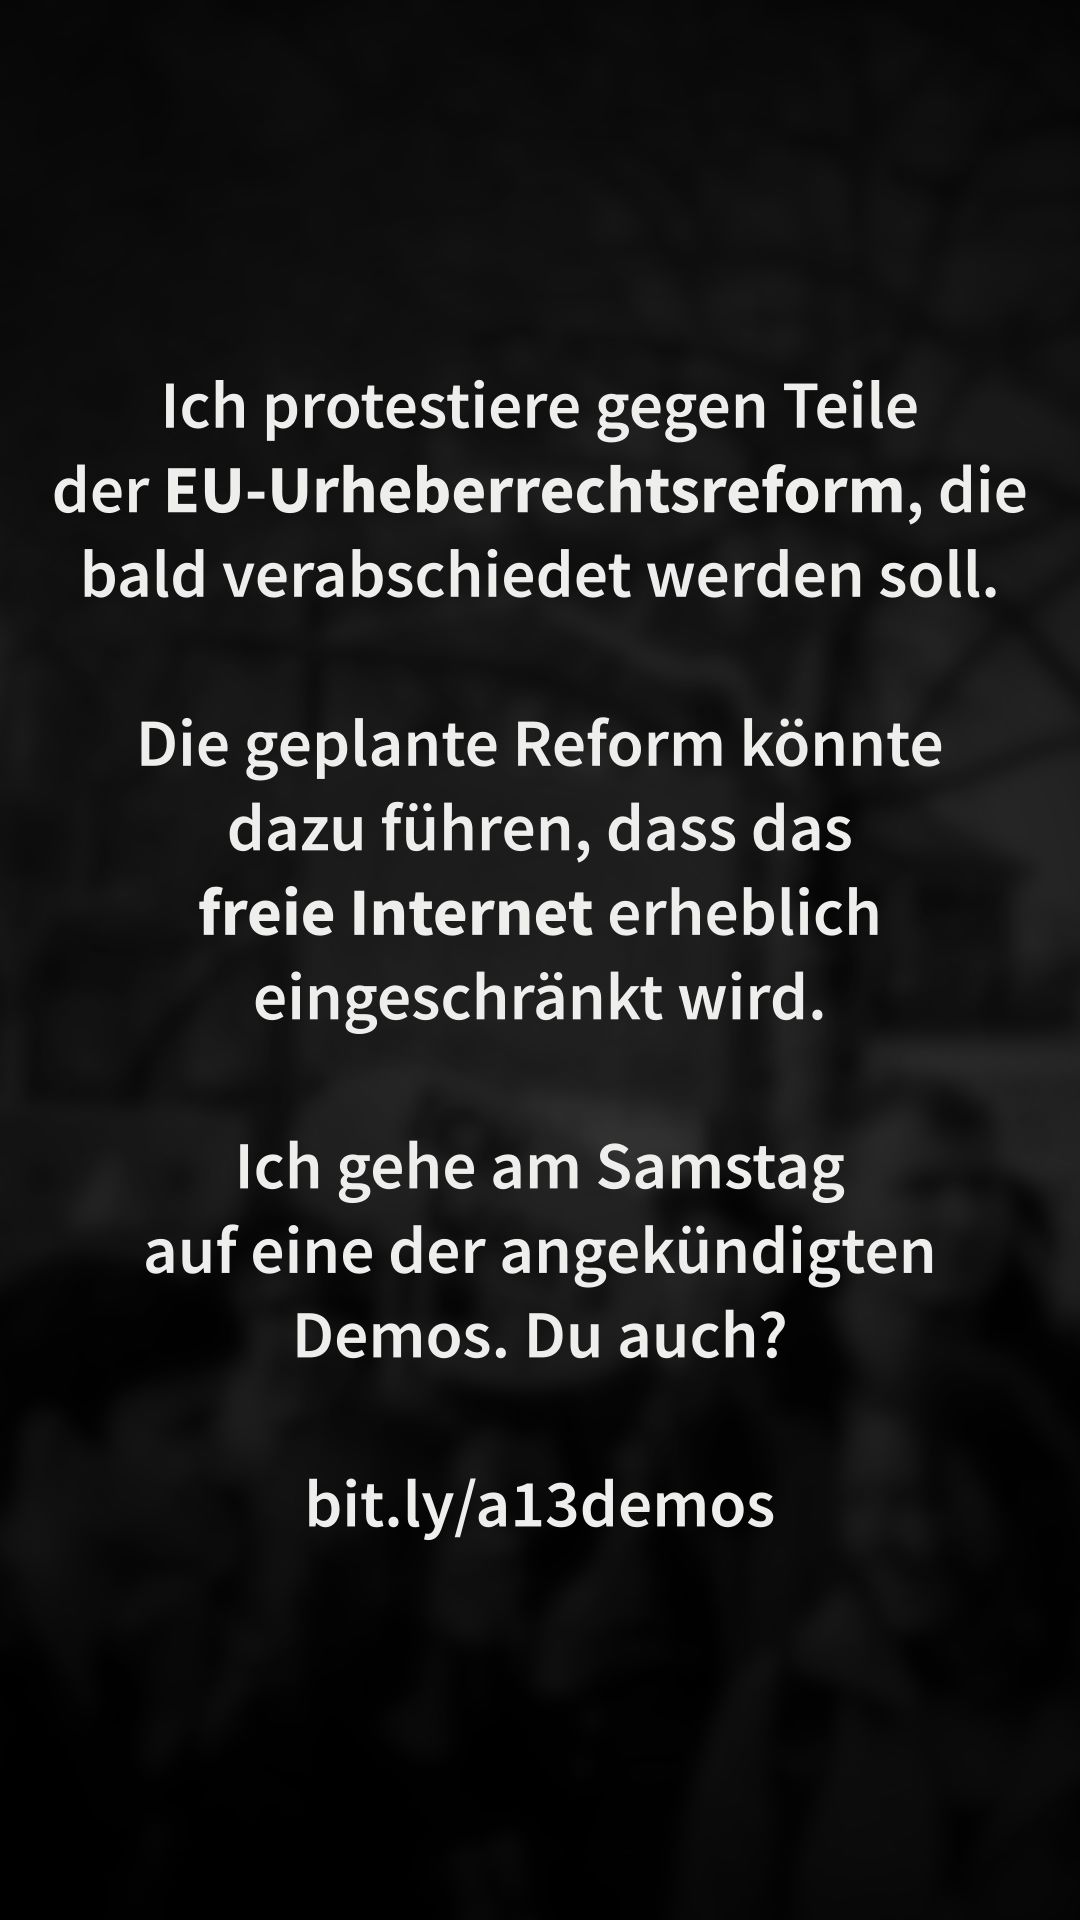 Ich protestiere gegen Teile
der EU-Urheberrechtsreform, die
bald verabschiedet werden soll.
Die geplante Reform könnte
dazu führen, dass das
freie Internet erheblich
eingeschränkt wird.
Ich gehe am Samstag
auf eine der angekündigten
Demos. Du auch?
bit.ly/a13demos